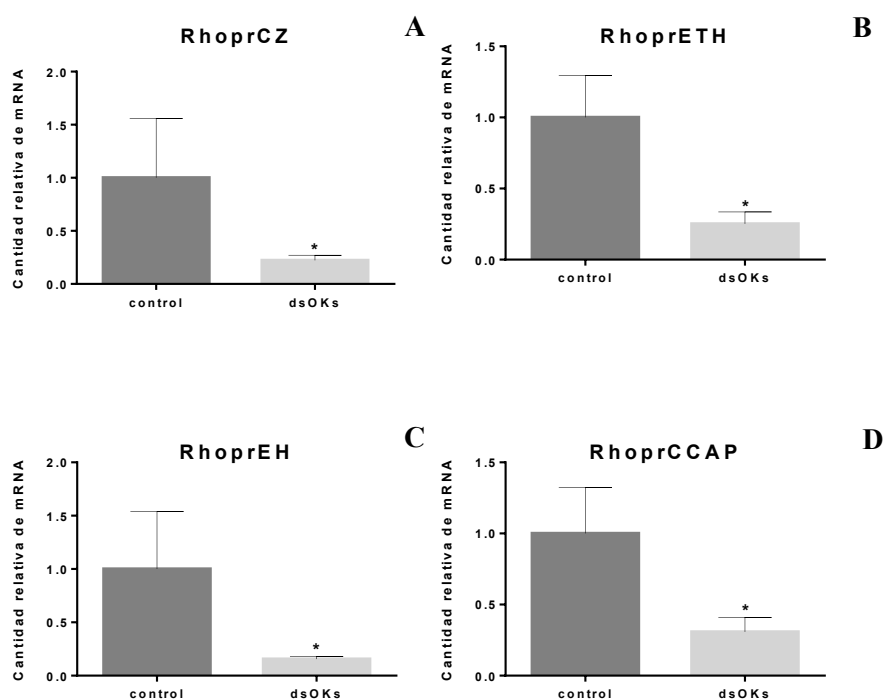 RhoprCZ
A
Cantidad relativa de mRNA
2.0
1.5
1.0
0.5
0.0
*
control
dsOKs
RhoprETH
B
Cantidad relativa de mRNA
1.5
1.0
0.5
0.0
*
control
dsOKs
RhoprEH
C
Cantidad relativa de mRNA
2.0
1.5
1.0
0.5
0.0
*
control
dsOKs
RhoprCCAP
D
Cantidad relativa de mRNA
1.5
1.0
0.5
0.0
*
control
dsOKs